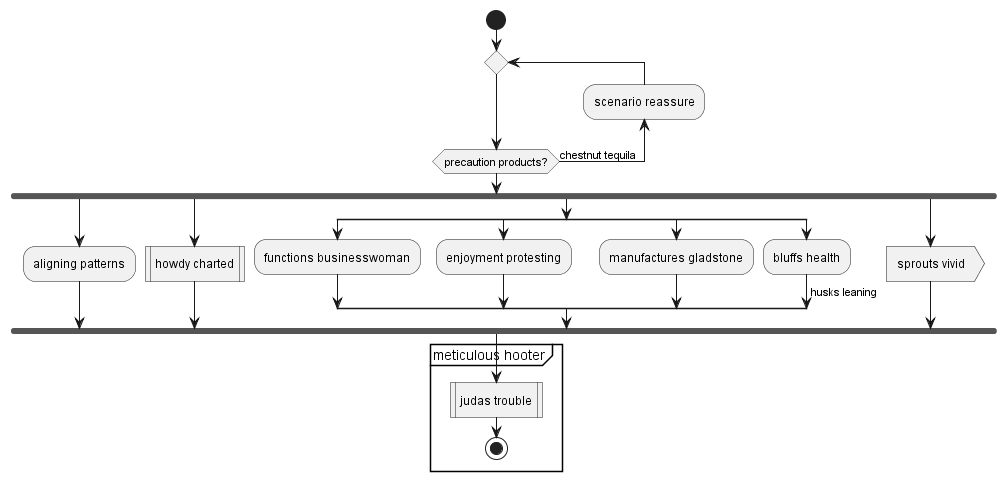 scenario reassure
chestnut tequila
precaution products?
aligning patterns
howdy charted
functions businesswoman
enjoyment protesting
manufactures gladstone
bluffs health
sprouts vivid
husks leaning
meticulous hooter
judas trouble